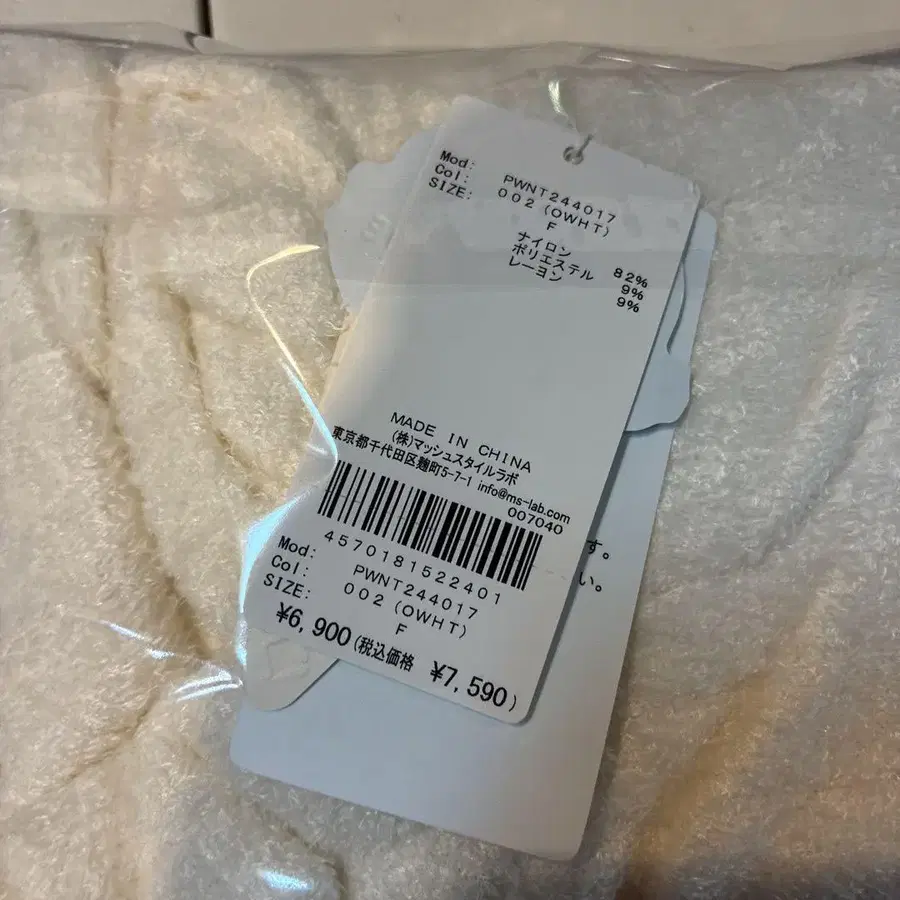 Mod: PWNT244017
Col: 002 (OWHT)
SIZE: F
ナイロン 82%
ポリエステル 9%
レーヨン 9%
MADE IN CHINA
(株)マッシュスタイルラボ
東京都千代田区麹町5-7-1 info@ms-lab.com
007040
4570181522401
Mod: PWNT244017
Col: 002 (OWHT)
SIZE: F
¥6,900(税込価格 ¥7,590)
す。
い。